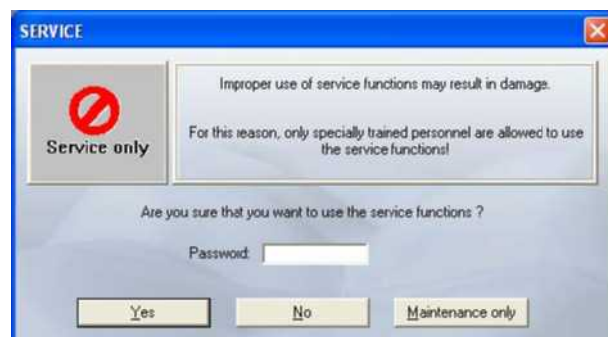 SERVICE
Improper use of service functions may result in damage.
Service only
For this reason, only specially trained personnel are allowed to use
the service functions!
Are you sure that you want to use the service functions ?
Password:
Yes
No
Maintenance only